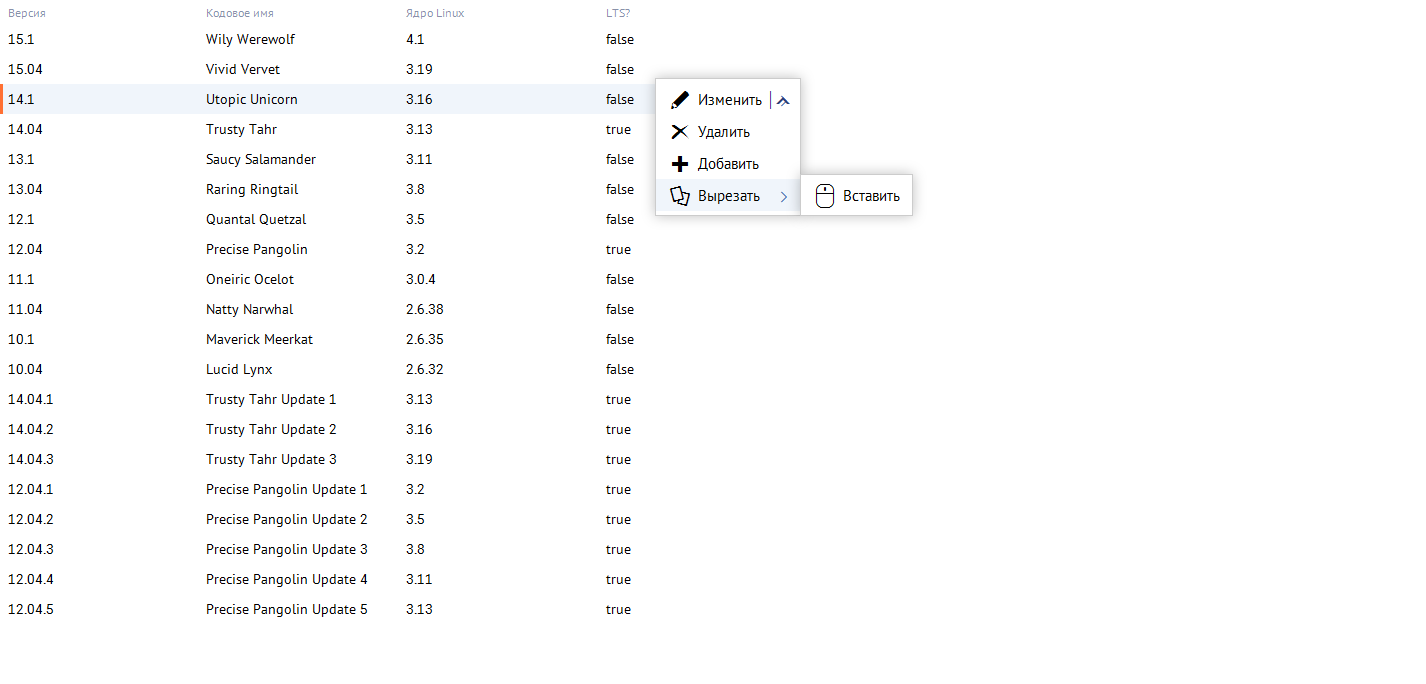 Версия Кодовое имя Ядро Linux LTS?
15.1 Wily Werewolf 4.1 false
15.04 Vivid Vervet 3.19 false
14.1 Utopic Unicorn 3.16 false Изменить
14.04 Trusty Tahr 3.13 true Удалить
13.1 Saucy Salamander 3.11 false Добавить
13.04 Raring Ringtail 3.8 false Вырезать Вставить
12.1 Quantal Quetzal 3.5 false
12.04 Precise Pangolin 3.2 true
11.1 Oneiric Ocelot 3.0.4 false
11.04 Natty Narwhal 2.6.38 false
10.1 Maverick Meerkat 2.6.35 false
10.04 Lucid Lynx 2.6.32 false
14.04.1 Trusty Tahr Update 1 3.13 true
14.04.2 Trusty Tahr Update 2 3.16 true
14.04.3 Trusty Tahr Update 3 3.19 true
12.04.1 Precise Pangolin Update 1 3.2 true
12.04.2 Precise Pangolin Update 2 3.5 true
12.04.3 Precise Pangolin Update 3 3.8 true
12.04.4 Precise Pangolin Update 4 3.11 true
12.04.5 Precise Pangolin Update 5 3.13 true